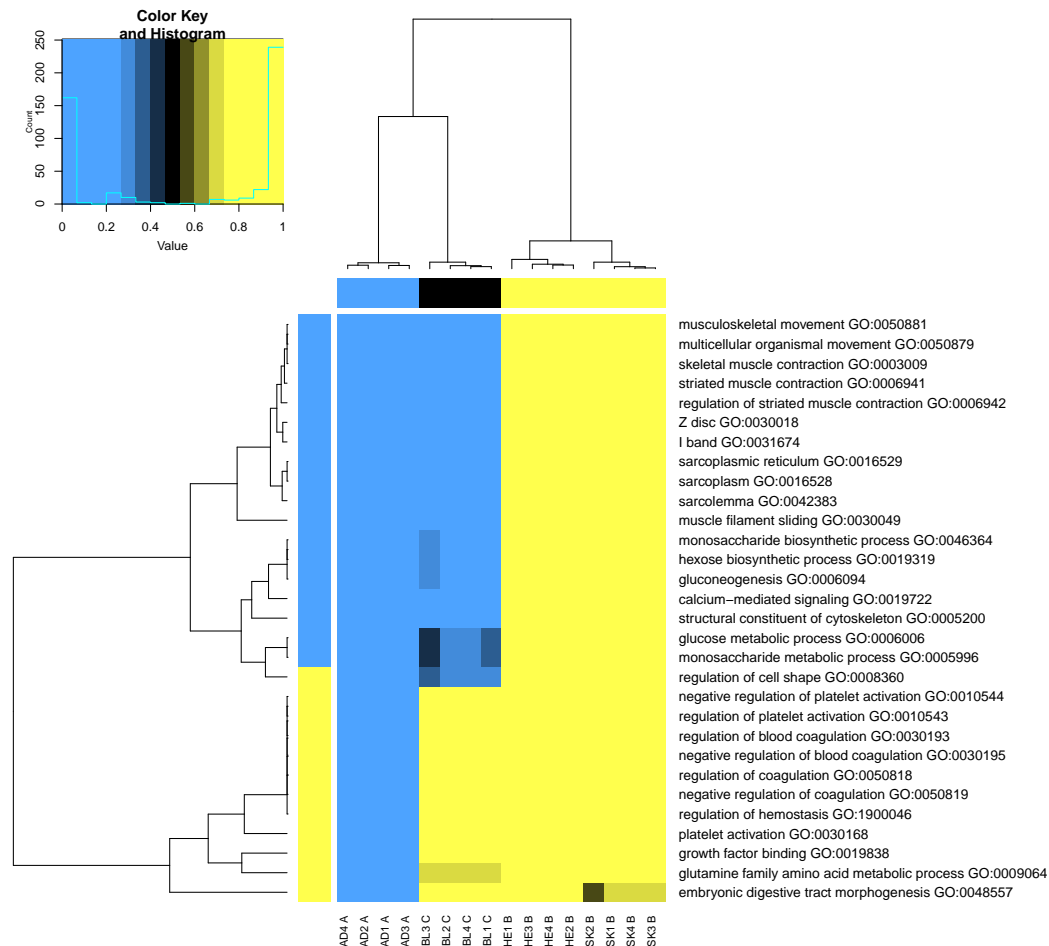 Color Key
and Histogram
Count
0 50 100 150 200 250
0 0.2 0.4 0.6 0.8 1
Value
musculoskeletal movement GO:0050881
multicellular organismal movement GO:0050879
skeletal muscle contraction GO:0003009
striated muscle contraction GO:0006941
regulation of striated muscle contraction GO:0006942
Z disc GO:0030018
I band GO:0031674
sarcoplasmic reticulum GO:0016529
sarcoplasm GO:0016528
sarcolemma GO:0042383
muscle filament sliding GO:0030049
monosaccharide biosynthetic process GO:0046364
hexose biosynthetic process GO:0019319
gluconeogenesis GO:0006094
calcium−mediated signaling GO:0019722
structural constituent of cytoskeleton GO:0005200
glucose metabolic process GO:0006006
monosaccharide metabolic process GO:0005996
regulation of cell shape GO:0008360
negative regulation of platelet activation GO:0010544
regulation of platelet activation GO:0010543
regulation of blood coagulation GO:0030193
negative regulation of blood coagulation GO:0030195
regulation of coagulation GO:0050818
negative regulation of coagulation GO:0050819
regulation of hemostasis GO:1900046
platelet activation GO:0030168
growth factor binding GO:0019838
glutamine family amino acid metabolic process GO:0009064
embryonic digestive tract morphogenesis GO:0048557
AD4 A
AD2 A
AD1 A
AD3 A
BL3 C
BL2 C
BL4 C
BL1 C
HE1 B
HE3 B
HE4 B
HE2 B
SK2 B
SK1 B
SK4 B
SK3 B